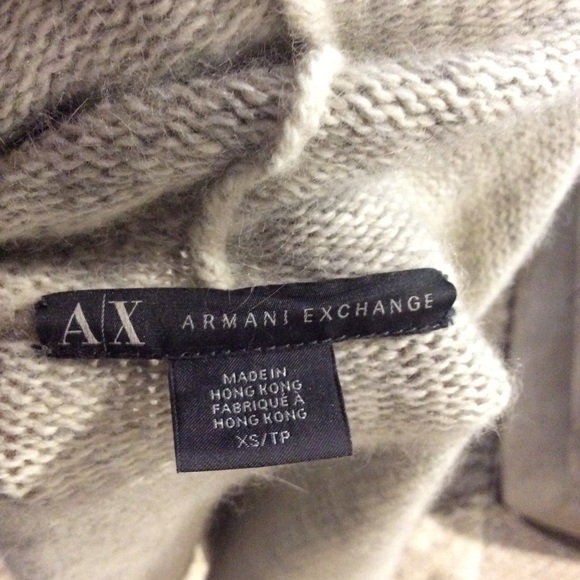 A|X ARMANI EXCHANGE
MADE IN
HONG KONG
FABRIQUÉ À
HONG KONG
XS/TP